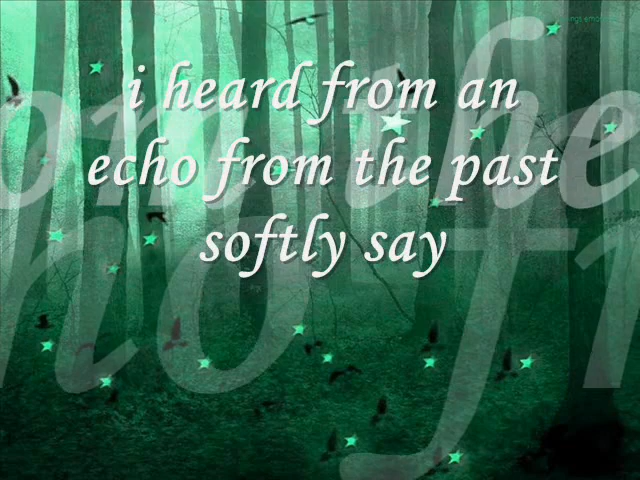 i heard from an
echo from the past
softly say